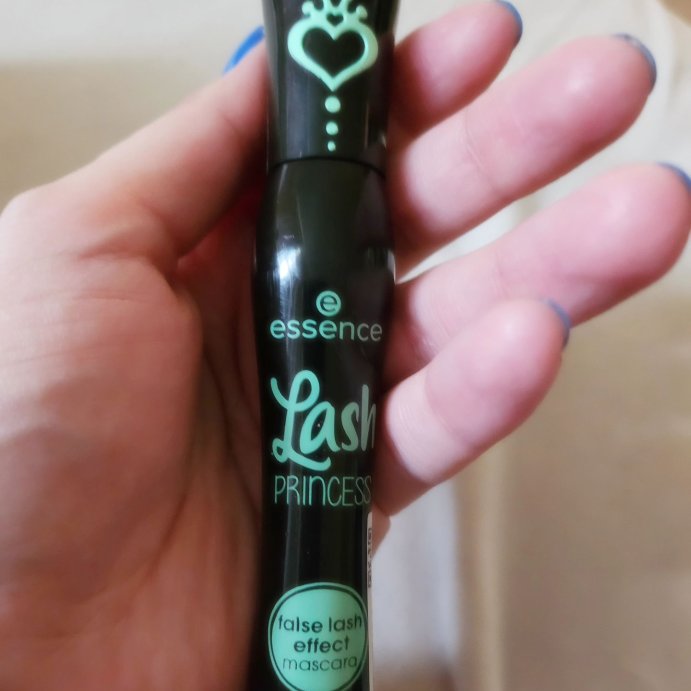 e
essence
Lash
PRINCESS
false lash
effect
mascara